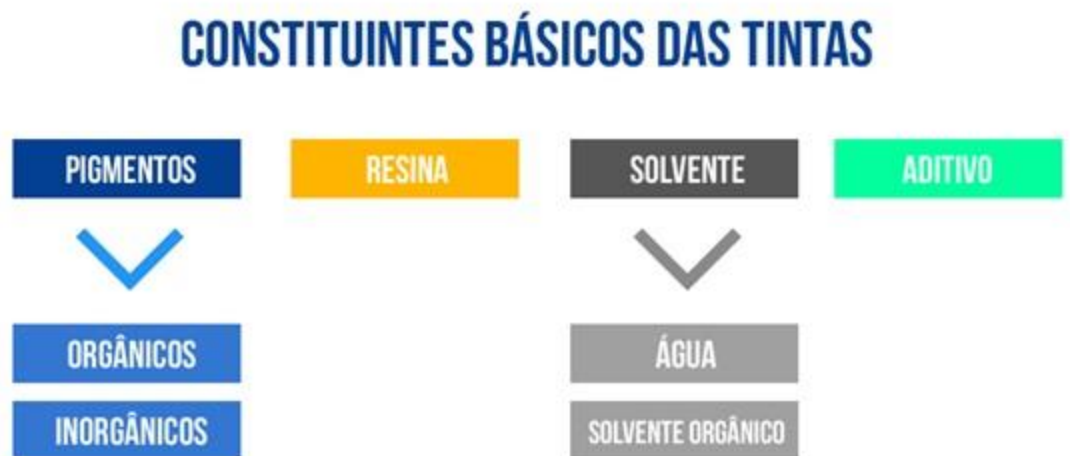 CONSTITUINTES BÁSICOS DAS TINTAS
PIGMENTOS
RESINA
SOLVENTE
ADITIVO
ORGÂNICOS
ÁGUA
INORGÂNICOS
SOLVENTE ORGÂNICO